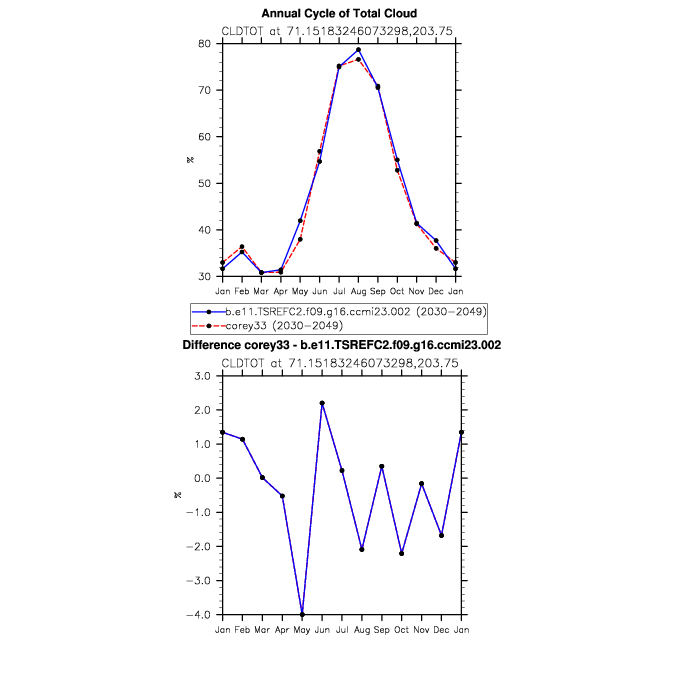 Annual Cycle of Total Cloud
CLDTOT at 71.15183246073298,203.75
80
70
60
50
40
30
%
Jan Feb Mar Apr May Jun Jul Aug Sep Oct Nov Dec Jan
b.e11.TSREFC2.f09.g16.ccmi23.002 (2030-2049)
corey33 (2030-2049)
Difference corey33 - b.e11.TSREFC2.f09.g16.ccmi23.002
CLDTOT at 71.15183246073298,203.75
3.0
2.0
1.0
0.0
-1.0
-2.0
-3.0
-4.0
%
Jan Feb Mar Apr May Jun Jul Aug Sep Oct Nov Dec Jan